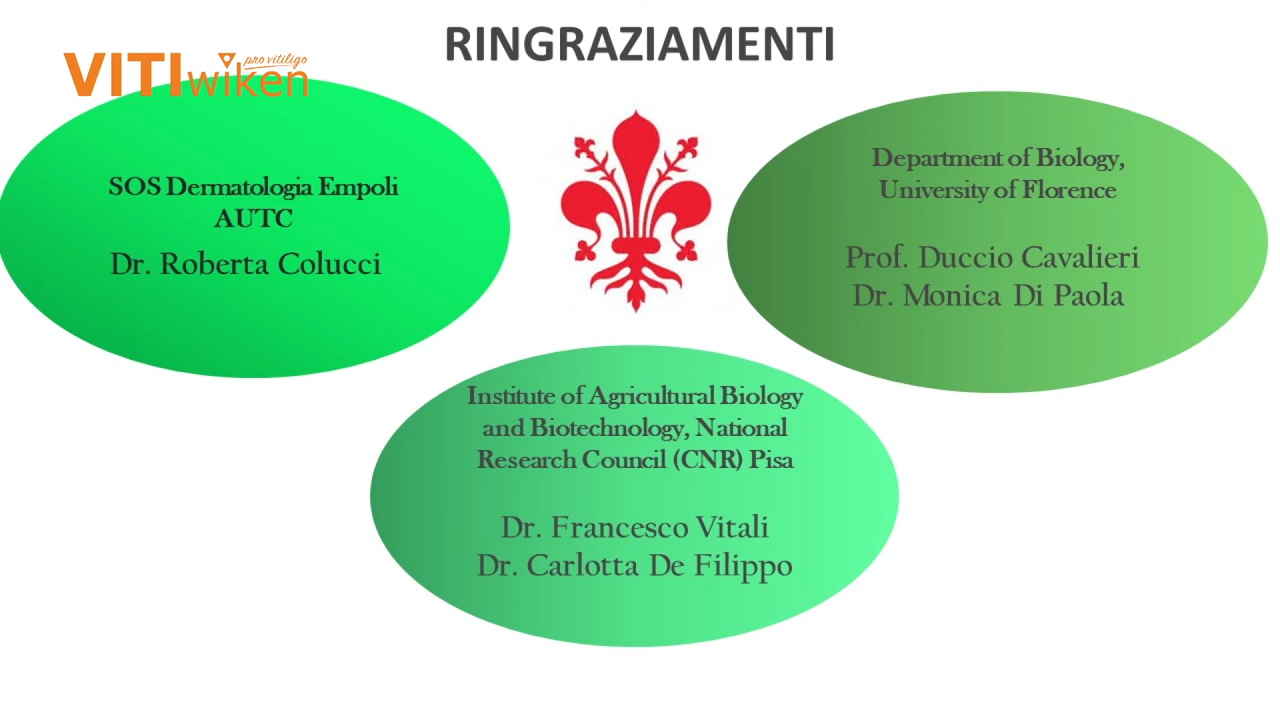 RINGRAZIAMENTI
VITIwiken
pro vitiligo
SOS Dermatologia Empoli
AUTC
Dr. Roberta Colucci
Department of Biology,
University of Florence
Prof. Duccio Cavalieri
Dr. Monica Di Paola
Institute of Agricultural Biology
and Biotechnology, National
Research Council (CNR) Pisa
Dr. Francesco Vitali
Dr. Carlotta De Filippo